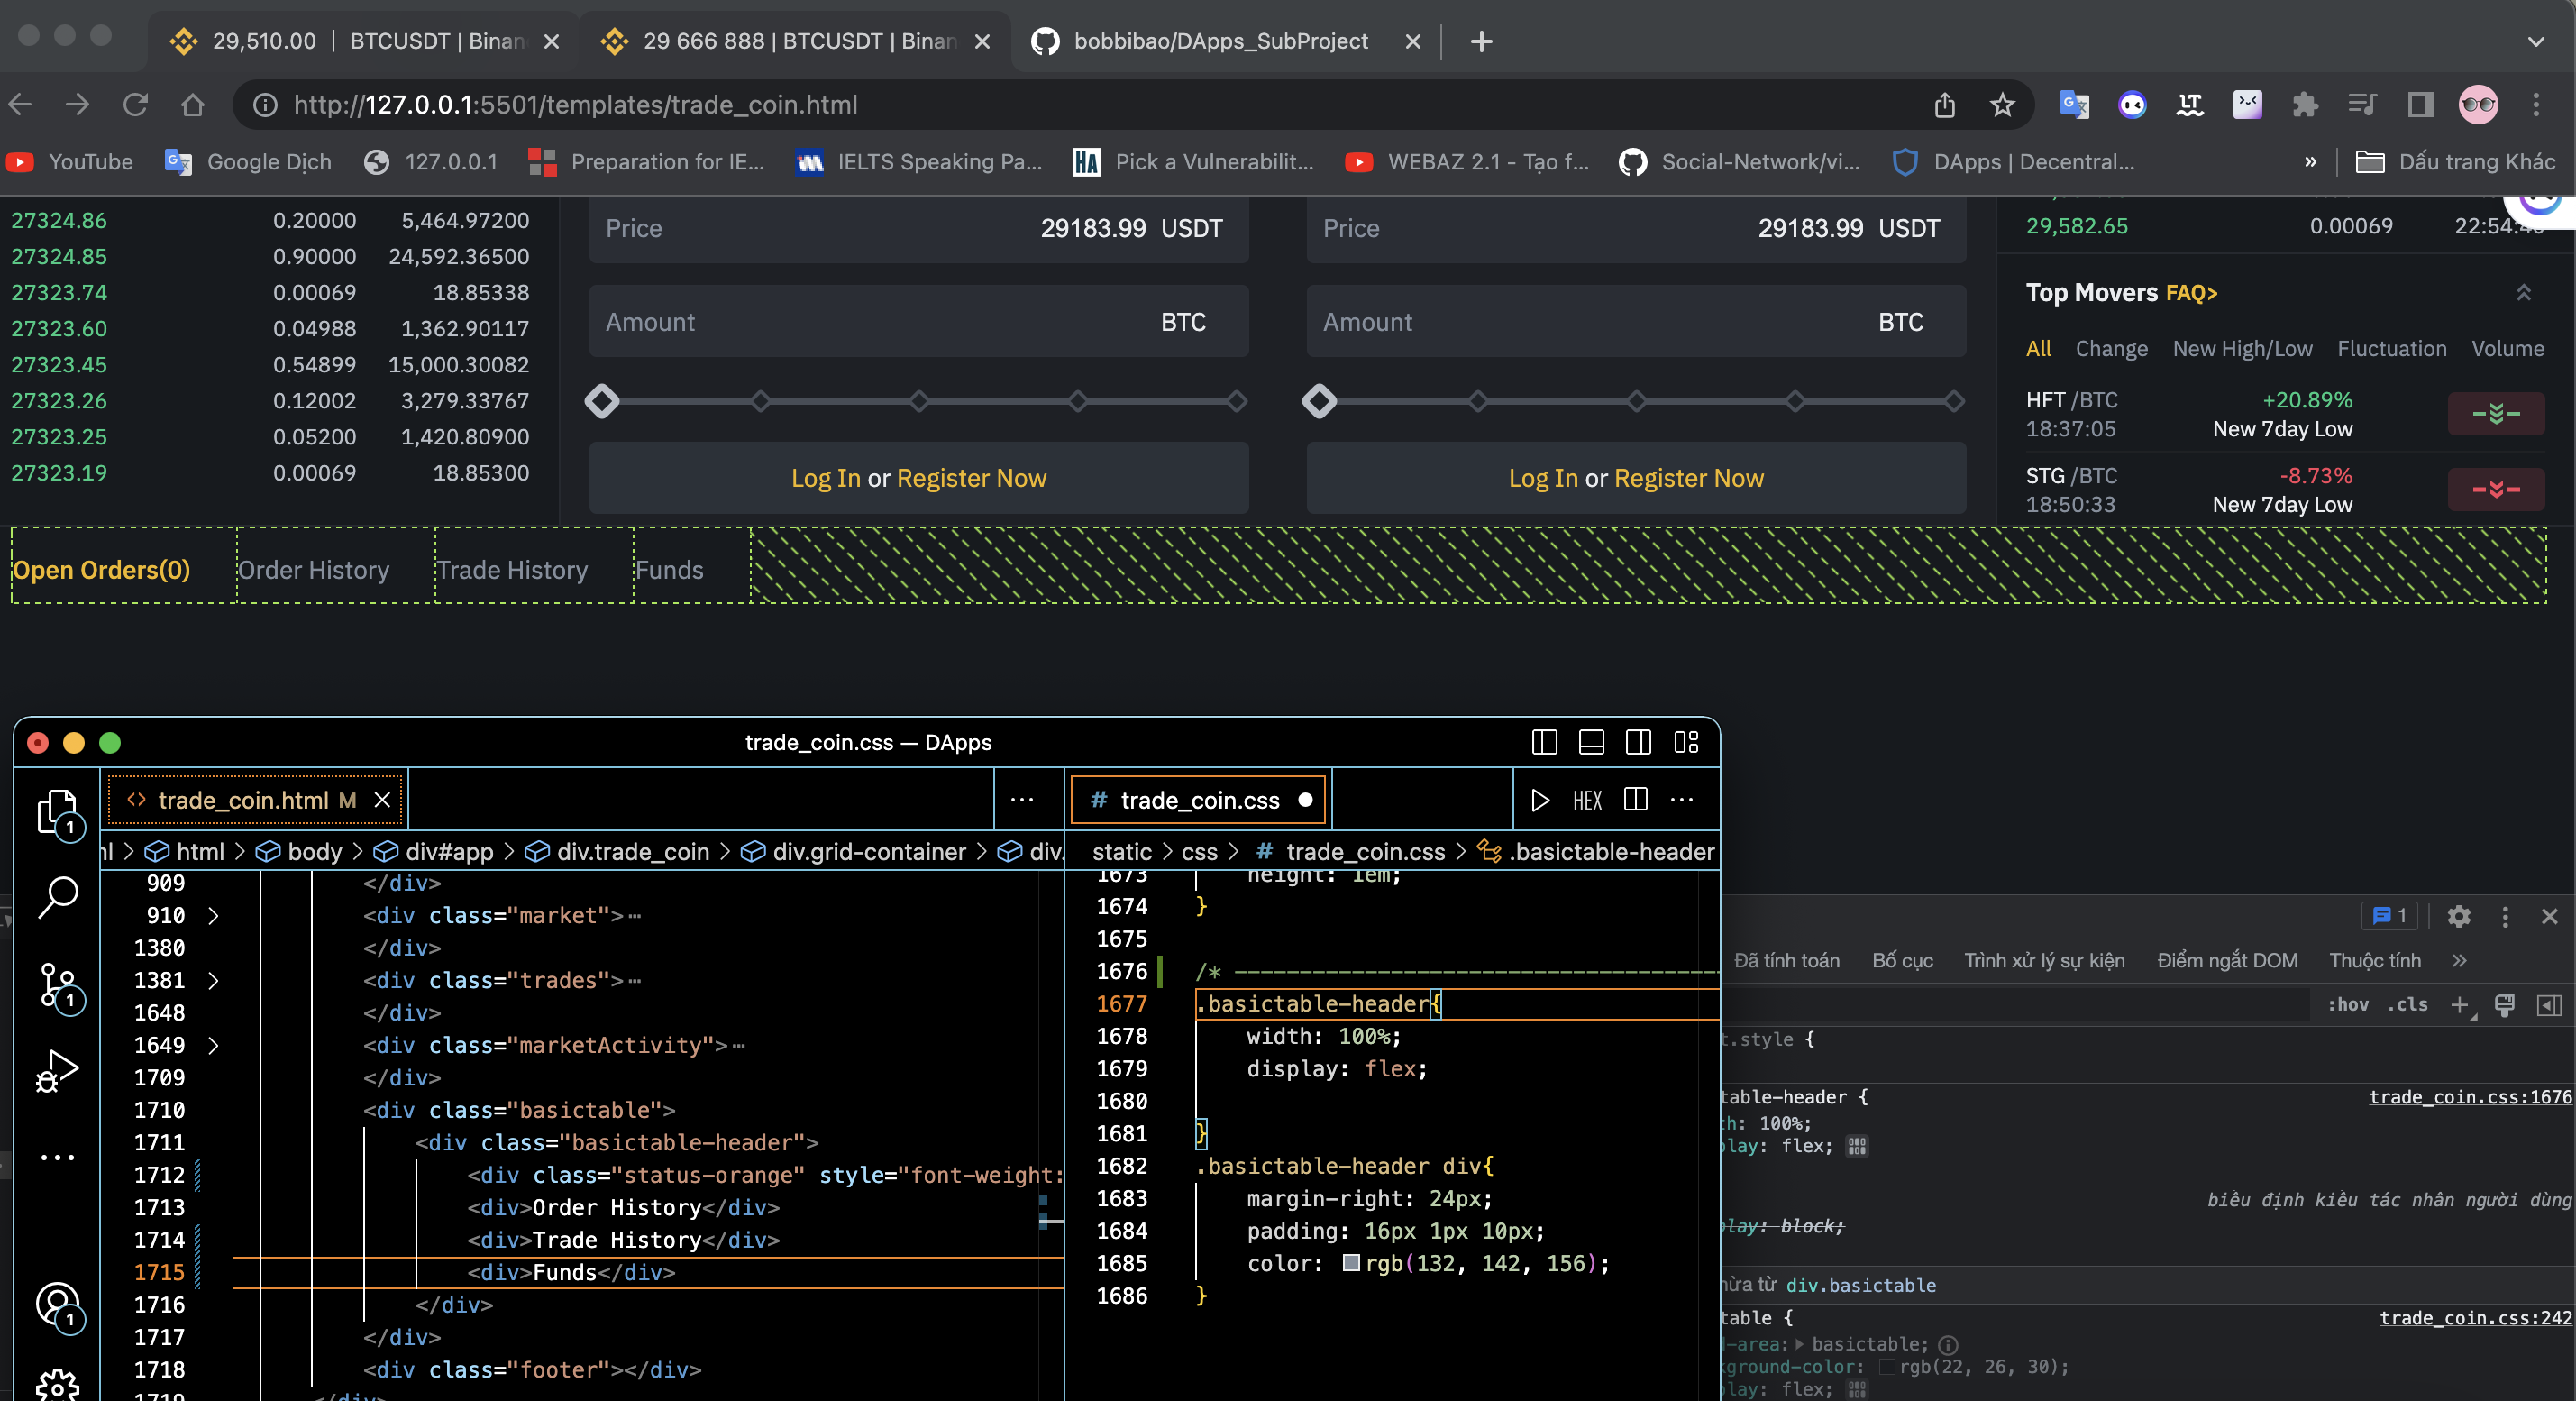 29,510.00 | BTCUSDT | Binan
29 666 888 | BTCUSDT | Binan
bobbibao/DApps_SubProject
http://127.0.0.1:5501/templates/trade_coin.html
YouTube
Google Dịch
127.0.0.1
Preparation for IE...
IELTS Speaking Pa...
Pick a Vulnerabilit...
WEBAZ 2.1 - Tạo f...
Social-Network/vi...
DApps | Decentral...
»
Dấu trang Khác
27324.86 0.20000 5,464.97200
27324.85 0.90000 24,592.36500
27323.74 0.00069 18.85338
27323.60 0.04988 1,362.90117
27323.45 0.54899 15,000.30082
27323.26 0.12002 3,279.33767
27323.25 0.05200 1,420.80900
27323.19 0.00069 18.85300
Price 29183.99 USDT
Amount BTC
Log In or Register Now
Price 29183.99 USDT
Amount BTC
Log In or Register Now
29,582.65 0.00069 22:54:
Top Movers FAQ>
All Change New High/Low Fluctuation Volume
HFT /BTC +20.89%
18:37:05 New 7day Low
STG /BTC -8.73%
18:50:33 New 7day Low
Open Orders(0) Order History Trade History Funds
trade_coin.css — DApps
trade_coin.html M
...
# trade_coin.css
HEX
...
nl > html > body > div#app > div.trade_coin > div.grid-container > div.
static > css > # trade_coin.css > .basictable-header
909 </div>
910 > <div class="market">...
1380 </div>
1381 > <div class="trades">...
1648 </div>
1649 > <div class="marketActivity">...
1709 </div>
1710 <div class="basictable">
1711 <div class="basictable-header">
1712 <div class="status-orange" style="font-weight:
1713 <div>Order History</div>
1714 <div>Trade History</div>
1715 <div>Funds</div>
1716 </div>
1717 </div>
1718 <div class="footer"></div>
1719 </div>
1673 height: 1em;
1674 }
1675
1676 /* -------------------------------------
1677 .basictable-header{
1678 width: 100%;
1679 display: flex;
1680
1681 }
1682 .basictable-header div{
1683 margin-right: 24px;
1684 padding: 16px 1px 10px;
1685 color: rgb(132, 142, 156);
1686 }
1
1
1
1
Đã tính toán Bố cục Trình xử lý sự kiện Điểm ngắt DOM Thuộc tính »
:hov .cls +
t.style {
table-header { trade_coin.css:1676
th: 100%;
play: flex;
biểu định kiểu tác nhân người dùng
play: block;
hừa từ div.basictable
table { trade_coin.css:242
d-area: basictable;
kground-color: rgb(22, 26, 30);
play: flex;